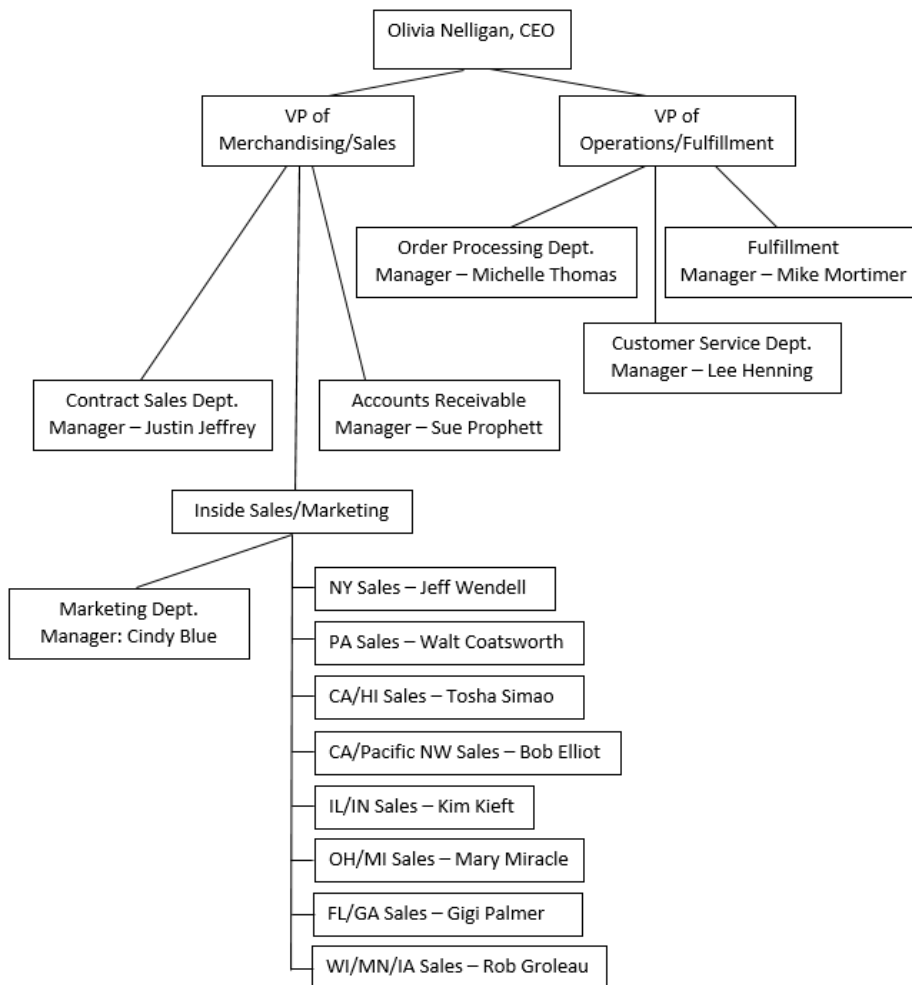 Olivia Nelligan, CEO
VP of
Merchandising/Sales
VP of
Operations/Fulfillment
Order Processing Dept.
Manager – Michelle Thomas
Fulfillment
Manager – Mike Mortimer
Customer Service Dept.
Manager – Lee Henning
Contract Sales Dept.
Manager – Justin Jeffrey
Accounts Receivable
Manager – Sue Prophett
Inside Sales/Marketing
Marketing Dept.
Manager: Cindy Blue
NY Sales – Jeff Wendell
PA Sales – Walt Coatsworth
CA/HI Sales – Tosha Simao
CA/Pacific NW Sales – Bob Elliot
IL/IN Sales – Kim Kieft
OH/MI Sales – Mary Miracle
FL/GA Sales – Gigi Palmer
WI/MN/IA Sales – Rob Groleau